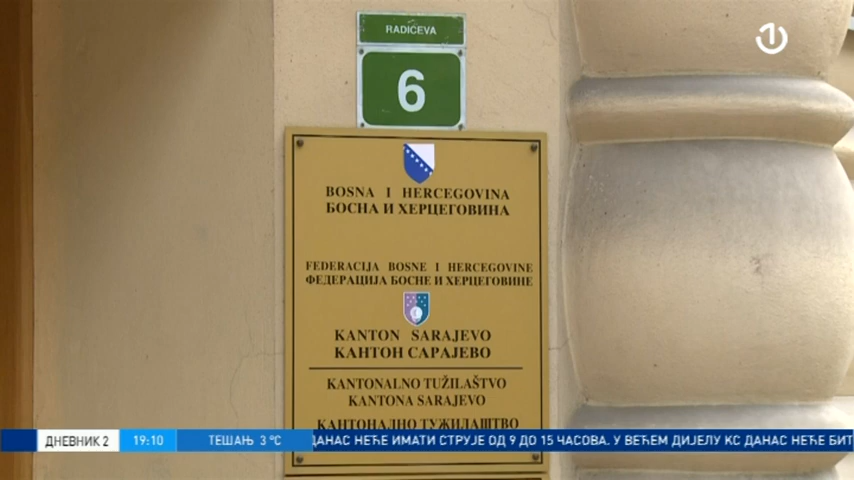 RADIĆEVA
6
BOSNA I HERCEGOVINA
БОСНА И ХЕРЦЕГОВИНА
FEDERACIJA BOSNE I HERCEGOVINE
ФЕДЕРАЦИЈА БОСНЕ И ХЕРЦЕГОВИНЕ
KANTON SARAJEVO
КАНТОН САРАЈЕВО
KANTONALNO TUŽILAŠTVO
KANTONA SARAJEVO
КАНТОНАЛНО ТУЖИЛАШТВО
ДНЕВНИК 2 19:10 ТЕШАЊ 3 °C ДАНАС НЕЋЕ ИМАТИ СТРУЈЕ ОД 9 ДО 15 ЧАСОВА. У ВЕЋЕМ ДИЈЕЛУ КС ДАНАС НЕЋЕ БИТ